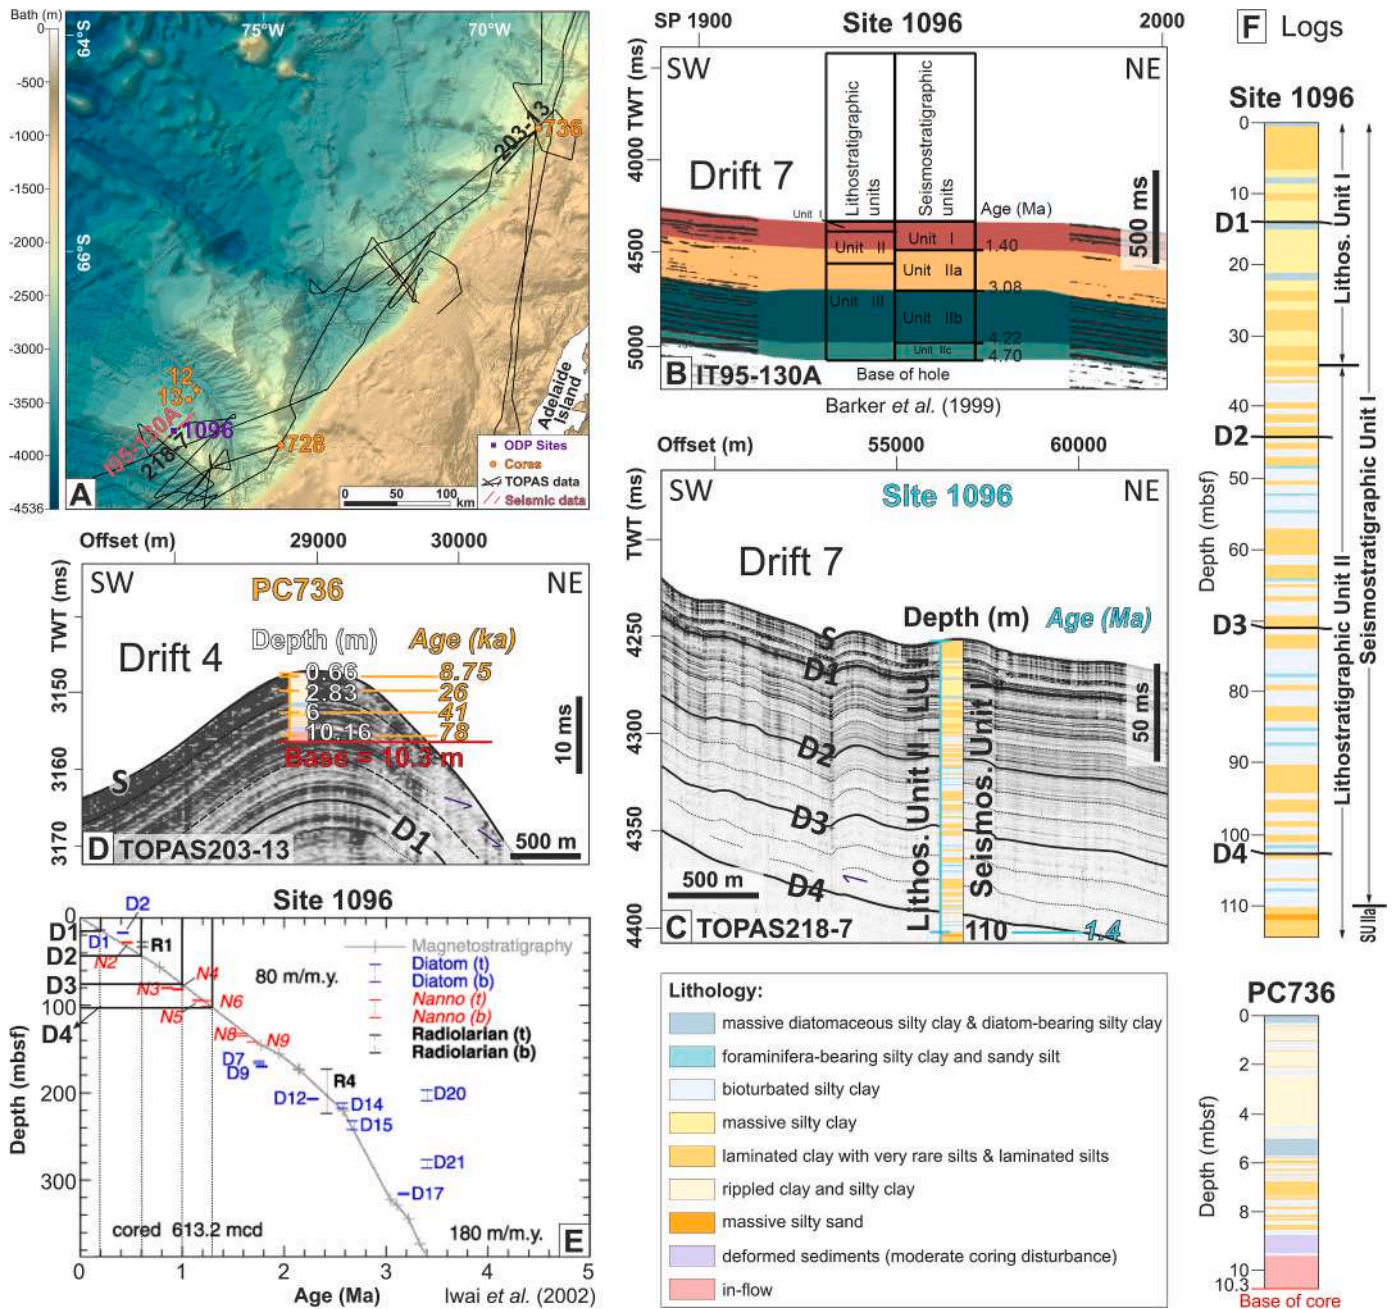 Bath (m)
0
-500
-1000
-1500
-2000
-2500
-3000
-3500
-4000
-4536
64°S
66°S
75°W
70°W
203-13
736
12
13
I95-130A
1096
218-7
728
Adelaide
Island
ODP Sites
Cores
TOPAS data
Seismic data
0 50 100
km
A
SP 1900
Site 1096
2000
SW
NE
TWT (ms)
4000
4500
5000
Drift 7
Lithostratigraphic
units
Seismostratigraphic
units
Age (Ma)
500 ms
Unit I
Unit II
Unit III
Unit I
Unit IIa
Unit IIb
Unit IIc
1.40
3.08
4.22
4.70
Base of hole
B IT95-130A
Barker et al. (1999)
Offset (m)
55000
60000
SW
NE
Site 1096
TWT (ms)
4250
4300
4350
4400
Drift 7
Depth (m)
Age (Ma)
S
D1
D2
D3
D4
Lithos. Unit II
LU I
Seismos. Unit I
50 ms
500 m
110
1.4
C TOPAS218-7
Offset (m)
29000
30000
SW
NE
PC736
TWT (ms)
3150
3160
3170
Drift 4
Depth (m)
Age (ka)
0.66
8.75
2.83
26
6
41
10.16
78
Base = 10.3 m
10 ms
S
D1
500 m
D TOPAS203-13
Site 1096
Depth (mbsf)
0
100
200
300
D1
D2
D3
D4
D1
D2
R1
N2
N3
N4
N5
N6
N8
N9
D7
D9
D12
R4
D14
D15
D20
D21
D17
80 m/m.y.
180 m/m.y.
Magnetostratigraphy
Diatom (t)
Diatom (b)
Nanno (t)
Nanno (b)
Radiolarian (t)
Radiolarian (b)
cored 613.2 mcd
E
0 1 2 3 4 5
Age (Ma)
Iwai et al. (2002)
F Logs
Site 1096
Depth (mbsf)
0
10
20
30
40
50
60
70
80
90
100
110
D1
D2
D3
D4
Lithos. Unit I
Lithostratigraphic Unit II
Seismostratigraphic Unit I
SU IIa
Lithology:
massive diatomaceous silty clay & diatom-bearing silty clay
foraminifera-bearing silty clay and sandy silt
bioturbated silty clay
massive silty clay
laminated clay with very rare silts & laminated silts
rippled clay and silty clay
massive silty sand
deformed sediments (moderate coring disturbance)
in-flow
PC736
Depth (mbsf)
0
2
4
6
8
10
10.3
Base of core